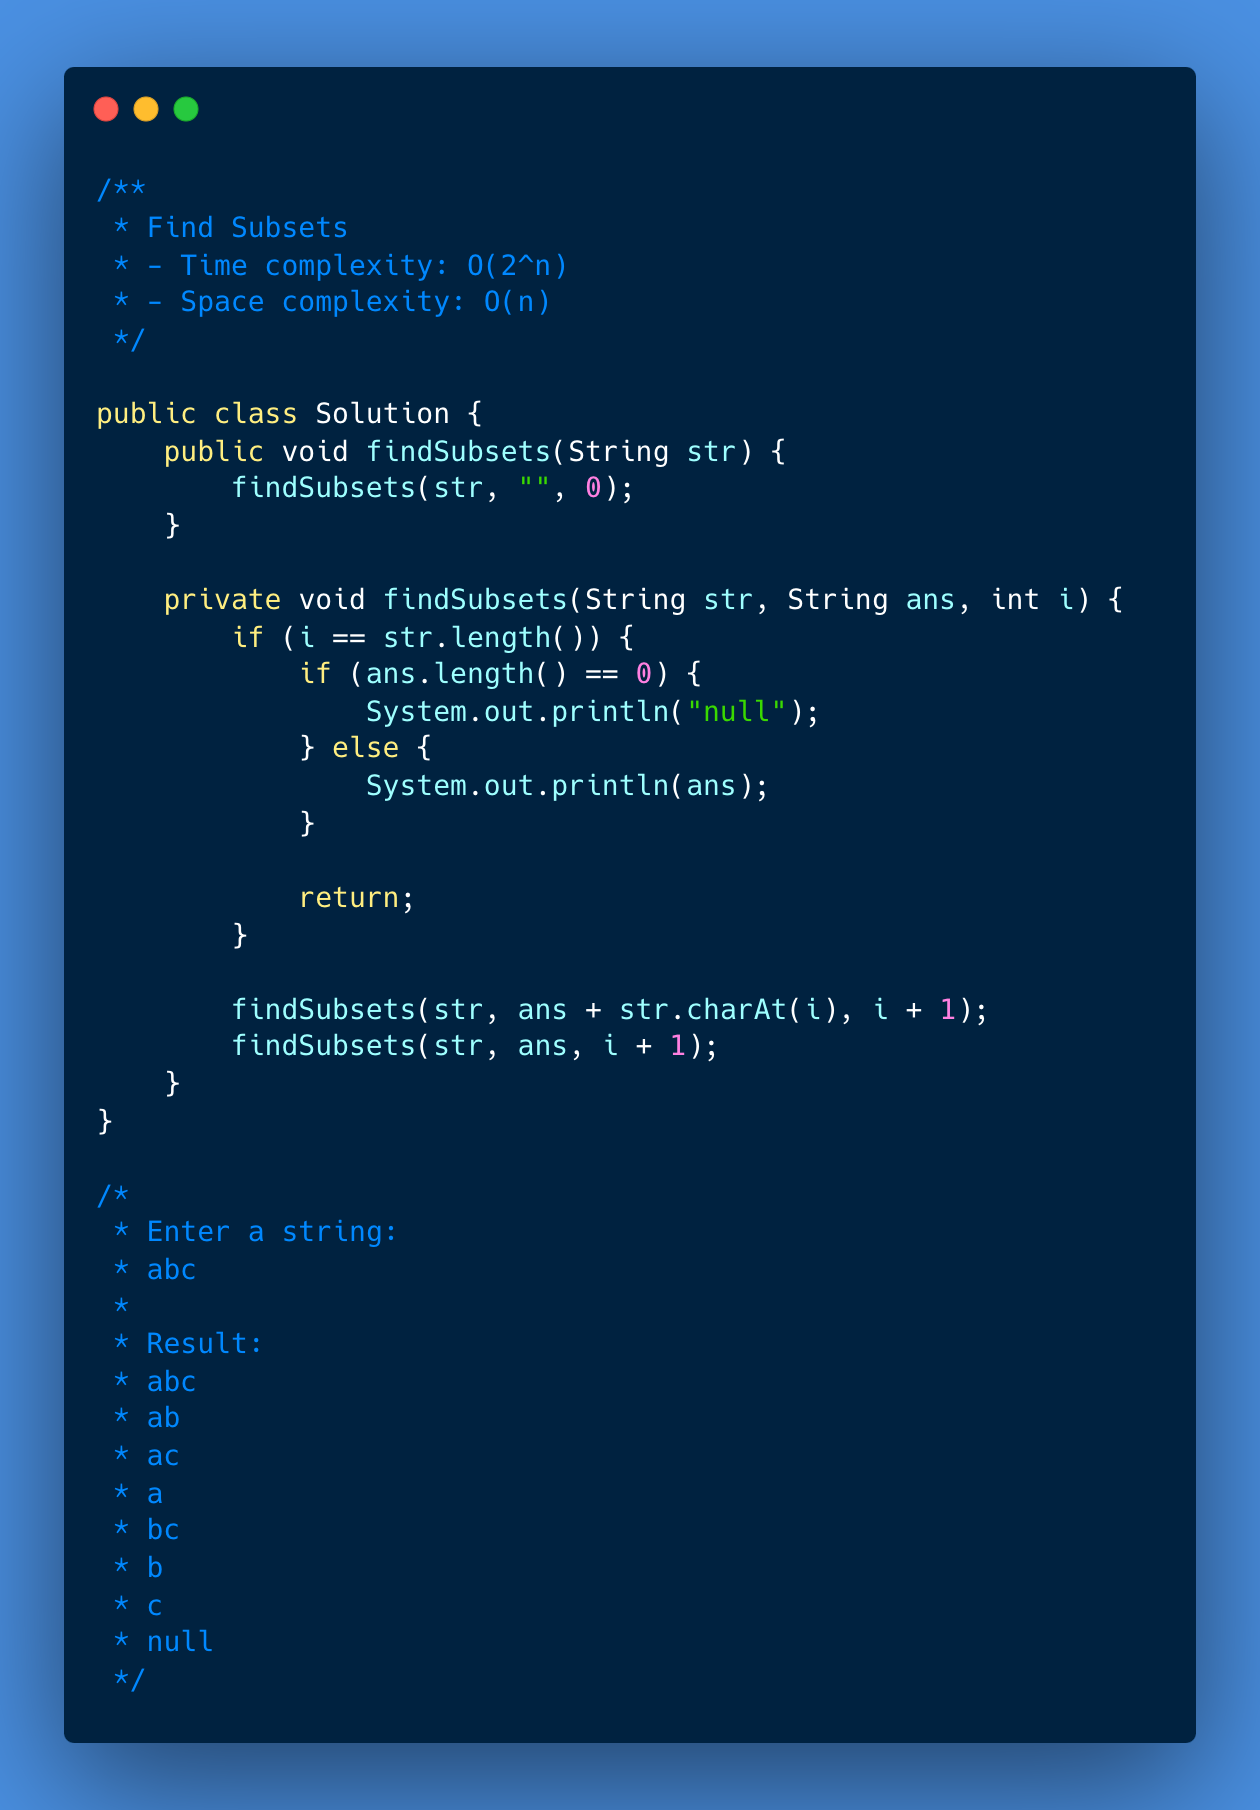 /**
 * Find Subsets
 * - Time complexity: O(2^n)
 * - Space complexity: O(n)
 */

public class Solution {
    public void findSubsets(String str) {
        findSubsets(str, "", 0);
    }

    private void findSubsets(String str, String ans, int i) {
        if (i == str.length()) {
            if (ans.length() == 0) {
                System.out.println("null");
            } else {
                System.out.println(ans);
            }

            return;
        }

        findSubsets(str, ans + str.charAt(i), i + 1);
        findSubsets(str, ans, i + 1);
    }
}

/*
 * Enter a string:
 * abc
 *
 * Result:
 * abc
 * ab
 * ac
 * a
 * bc
 * b
 * c
 * null
 */